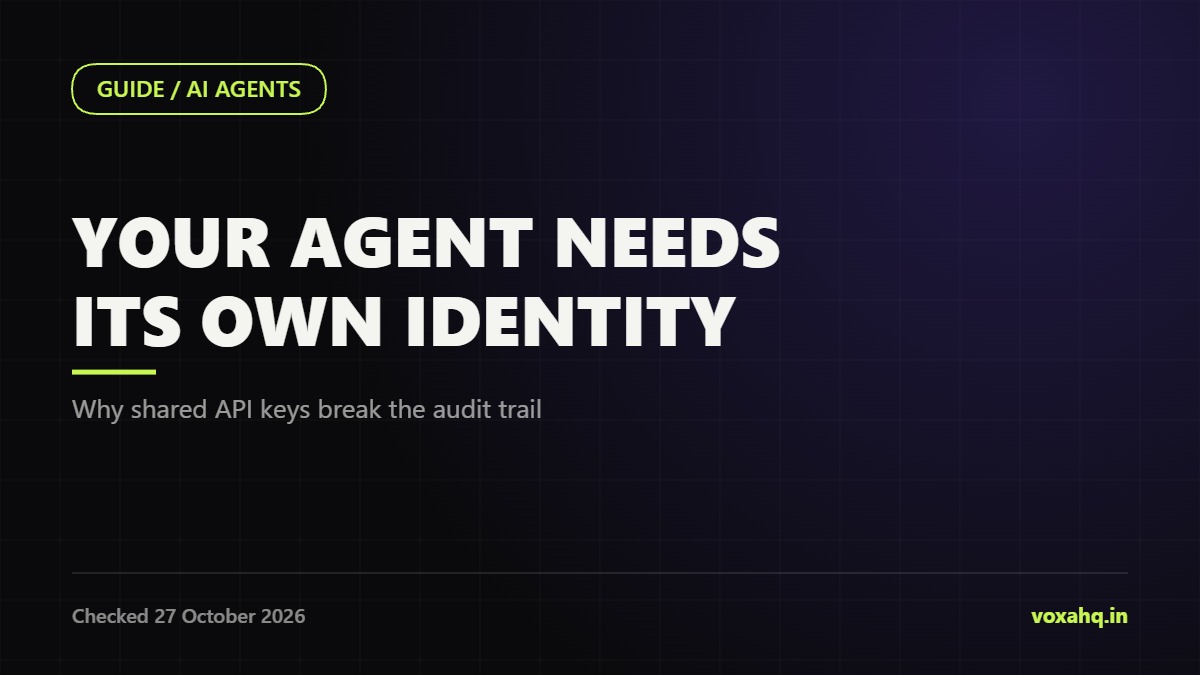 GUIDE / AI AGENTS
YOUR AGENT NEEDS
ITS OWN IDENTITY
Why shared API keys break the audit trail
Checked 27 October 2026
voxahq.in